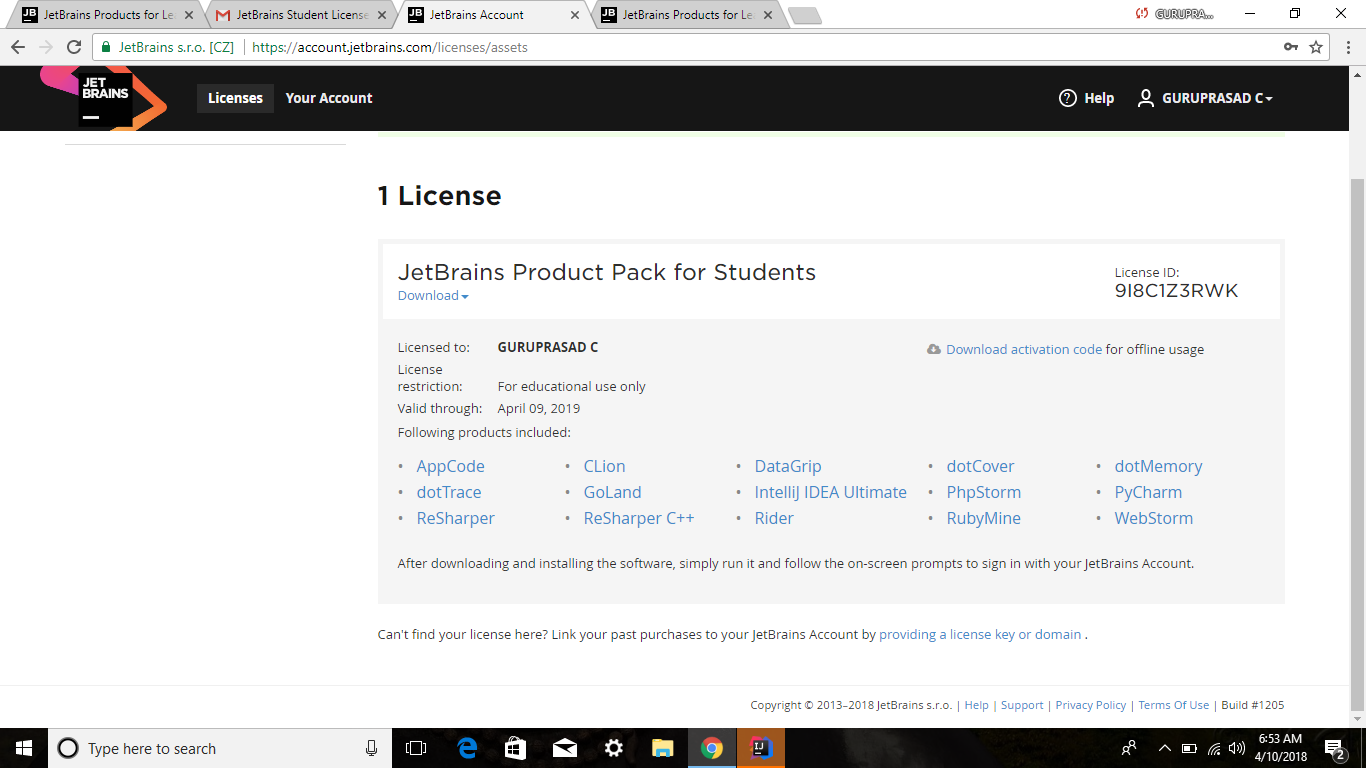 JetBrains Products for Le
JetBrains Student License
JetBrains Account
JetBrains Products for Le
GURUPRA...
JetBrains s.r.o. [CZ]
https://account.jetbrains.com/licenses/assets
JET
BRAINS
Licenses
Your Account
Help
GURUPRASAD C
1 License
JetBrains Product Pack for Students
Download
License ID:
9I8C1Z3RWK
Licensed to: GURUPRASAD C
Download activation code for offline usage
License
restriction: For educational use only
Valid through: April 09, 2019
Following products included:
• AppCode • CLion • DataGrip • dotCover • dotMemory
• dotTrace • GoLand • IntelliJ IDEA Ultimate • PhpStorm • PyCharm
• ReSharper • ReSharper C++ • Rider • RubyMine • WebStorm
After downloading and installing the software, simply run it and follow the on-screen prompts to sign in with your JetBrains Account.
Can't find your license here? Link your past purchases to your JetBrains Account by providing a license key or domain .
Copyright © 2013–2018 JetBrains s.r.o. | Help | Support | Privacy Policy | Terms Of Use | Build #1205
Type here to search
6:53 AM
4/10/2018
2